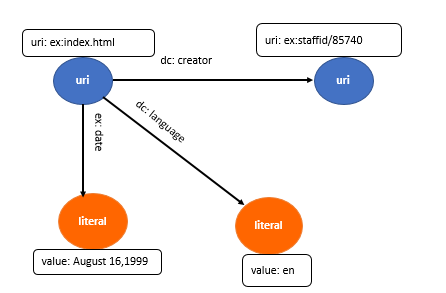 uri: ex:index.html
uri: ex:staffid/85740
dc: creator
uri
uri
ex: date
dc: language
literal
literal
value: August 16,1999
value: en